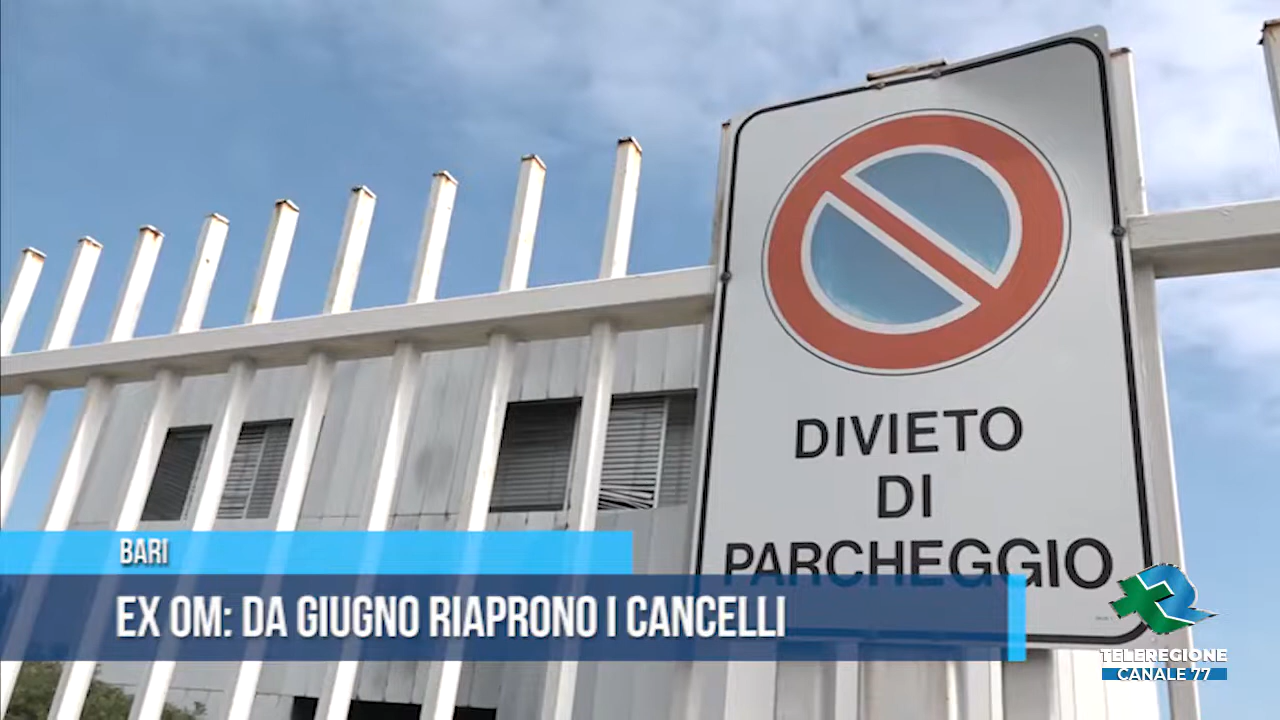 DIVIETO
DI
PARCHEGGIO
BARI
EX OM: DA GIUGNO RIAPRONO I CANCELLI
TELEREGIONE
CANALE 77